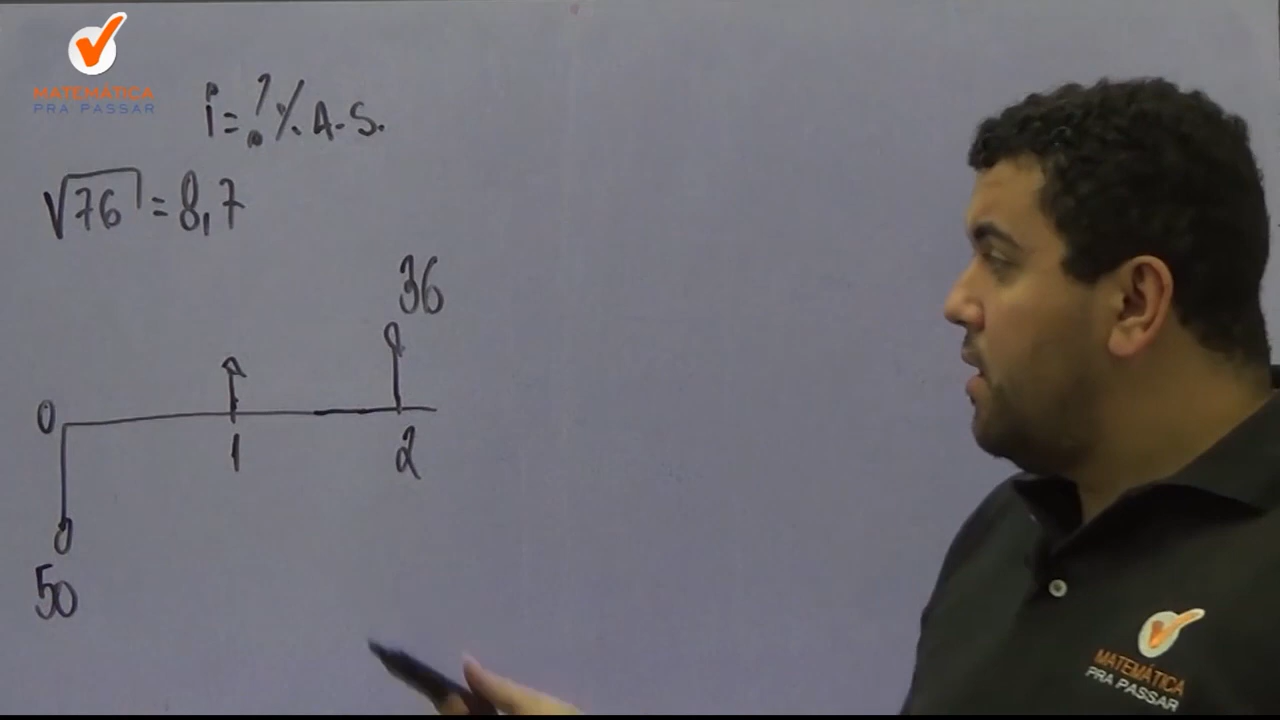 MATEMÁTICA
PRA PASSAR
i=?% A.S.
√76 = 8,7
36
0
1
2
50
MATEMÁTICA
PRA PASSAR